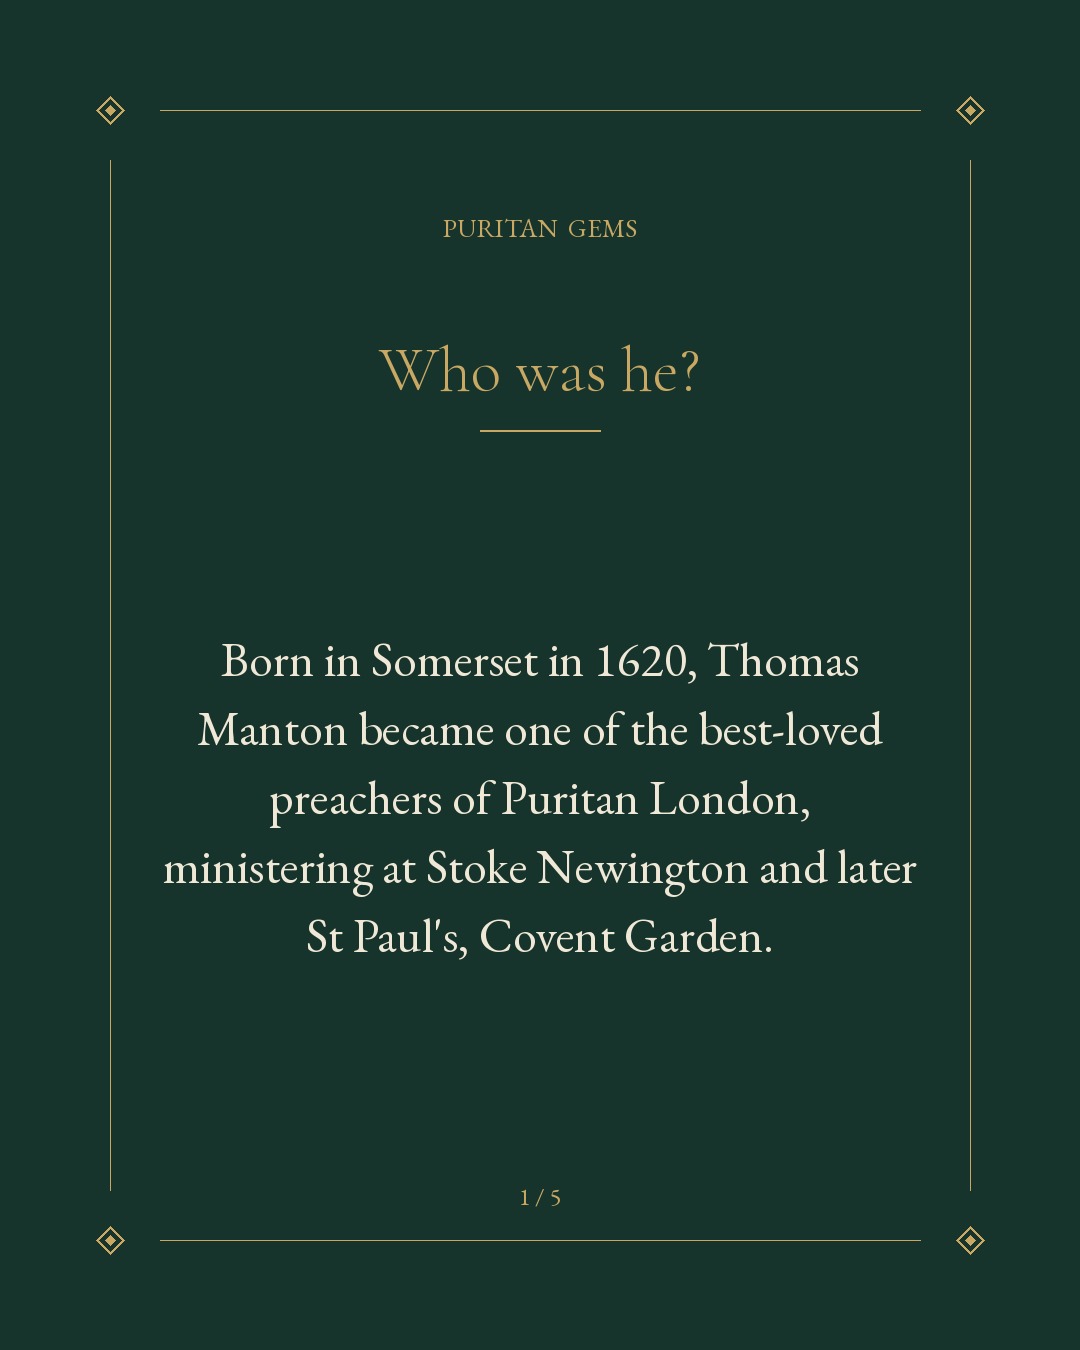 PURITAN GEMS
Who was he?
Born in Somerset in 1620, Thomas
Manton became one of the best-loved
preachers of Puritan London,
ministering at Stoke Newington and later
St Paul's, Covent Garden.
1 / 5